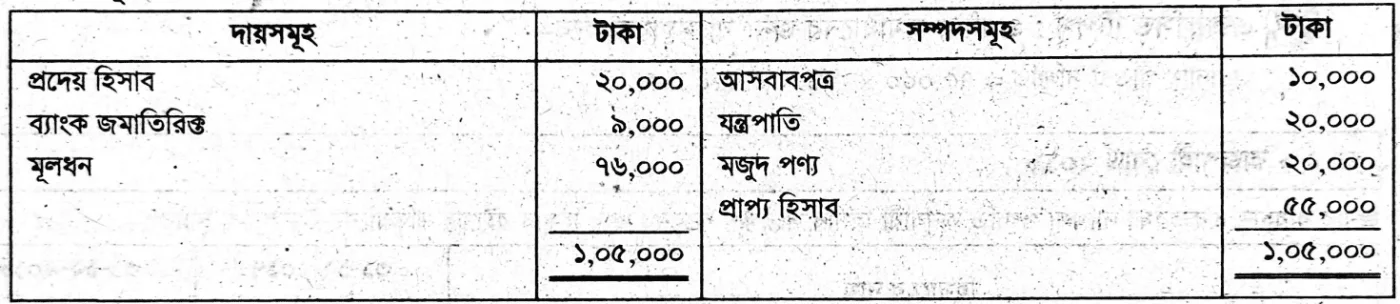 দায়সমূহ টাকা সম্পদসমূহ টাকা
প্রদেয় হিসাব ২০,০০০ আসবাবপত্র ১০,০০০
ব্যাংক জমাতিরিক্ত ৯,০০০ যন্ত্রপাতি ২০,০০০
মূলধন ৭৬,০০০ মজুদ পণ্য ২০,০০০
প্রাপ্য হিসাব ৫৫,০০০
১,০৫,০০০ ১,০৫,০০০